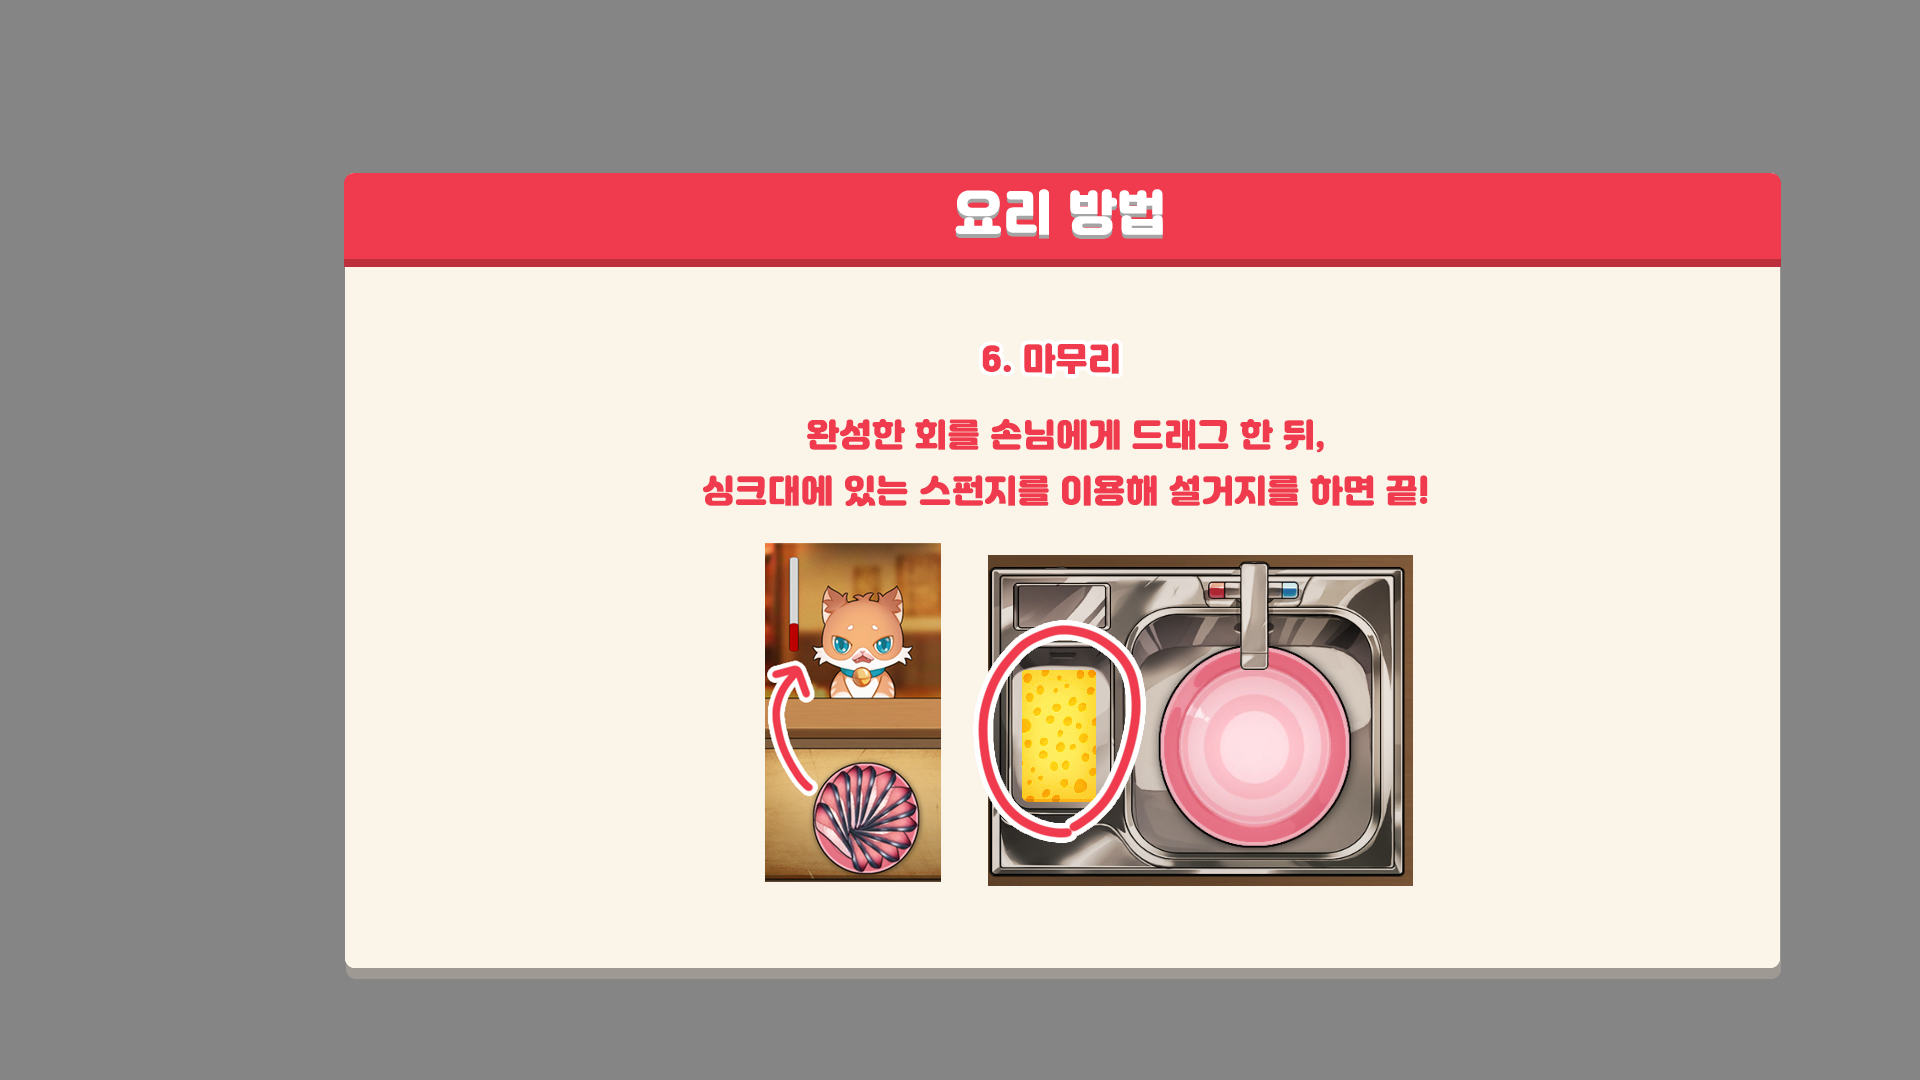 요리 방법
6. 마무리
완성한 회를 손님에게 드래그 한 뒤,
싱크대에 있는 스펀지를 이용해 설거지를 하면 끝!